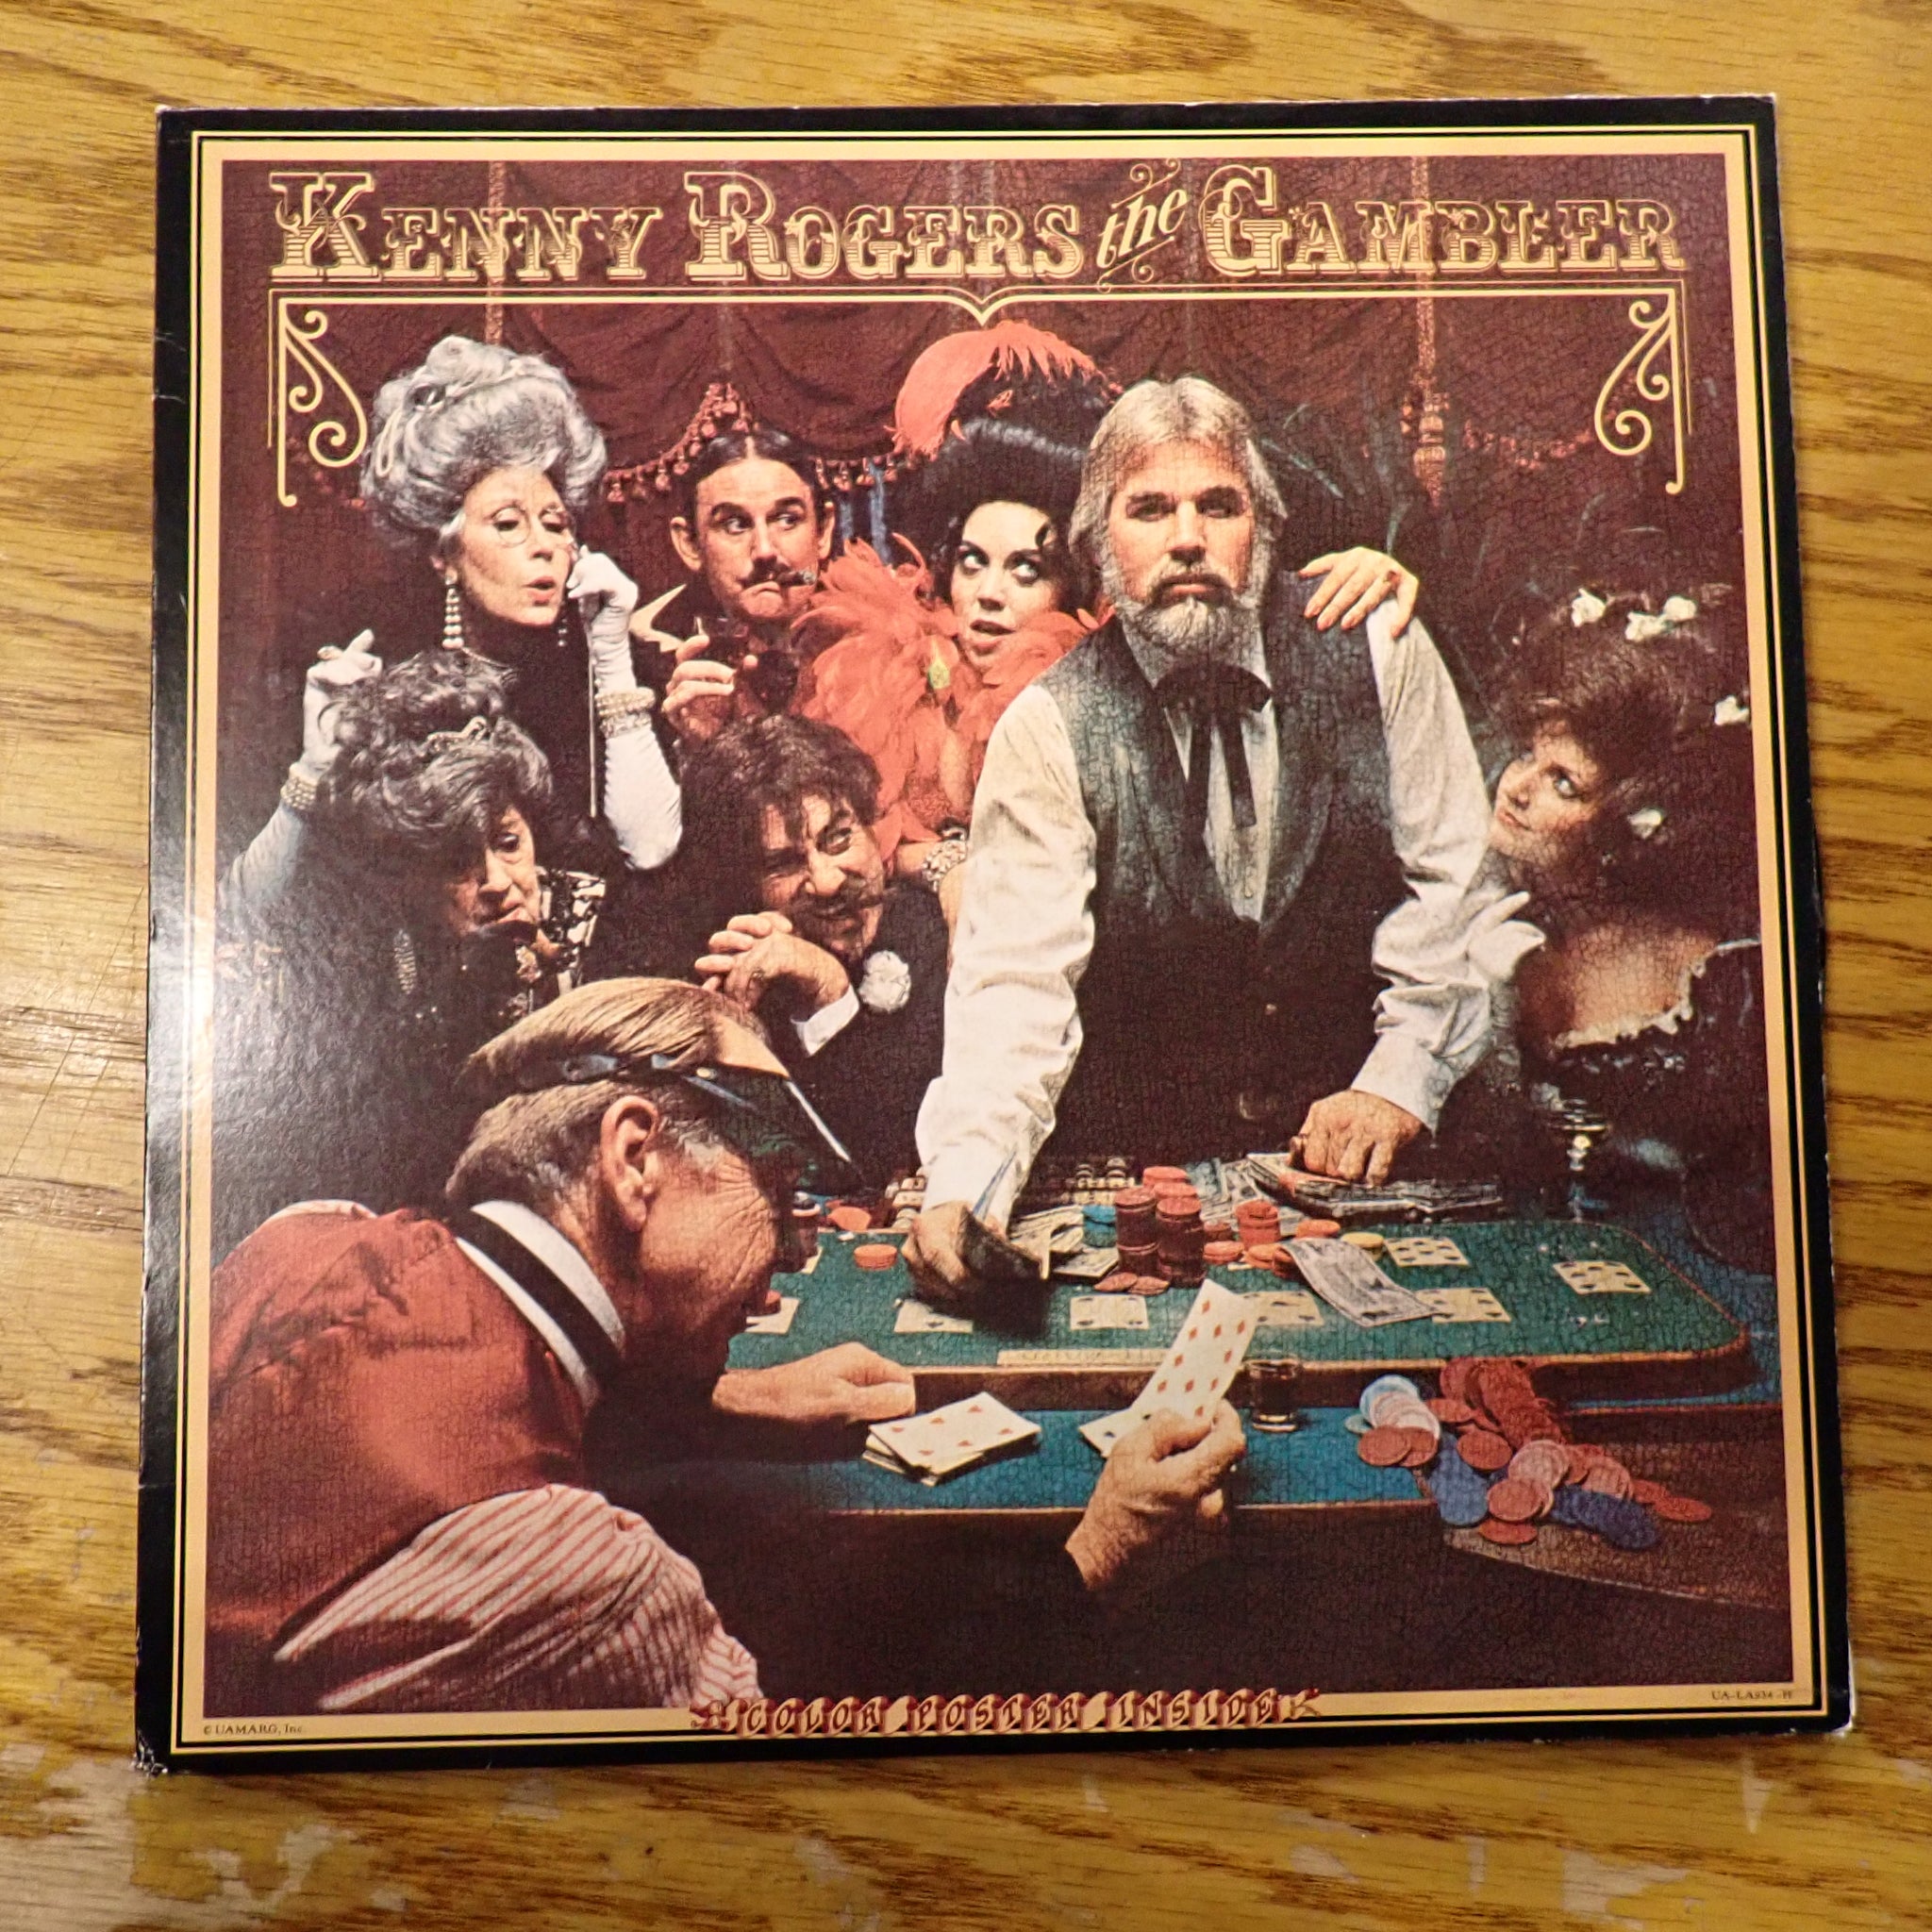 KENNY ROGERS the GAMBLER
UA-LA934-H
COLOR POSTER INSIDE
© UAMARG, Inc.